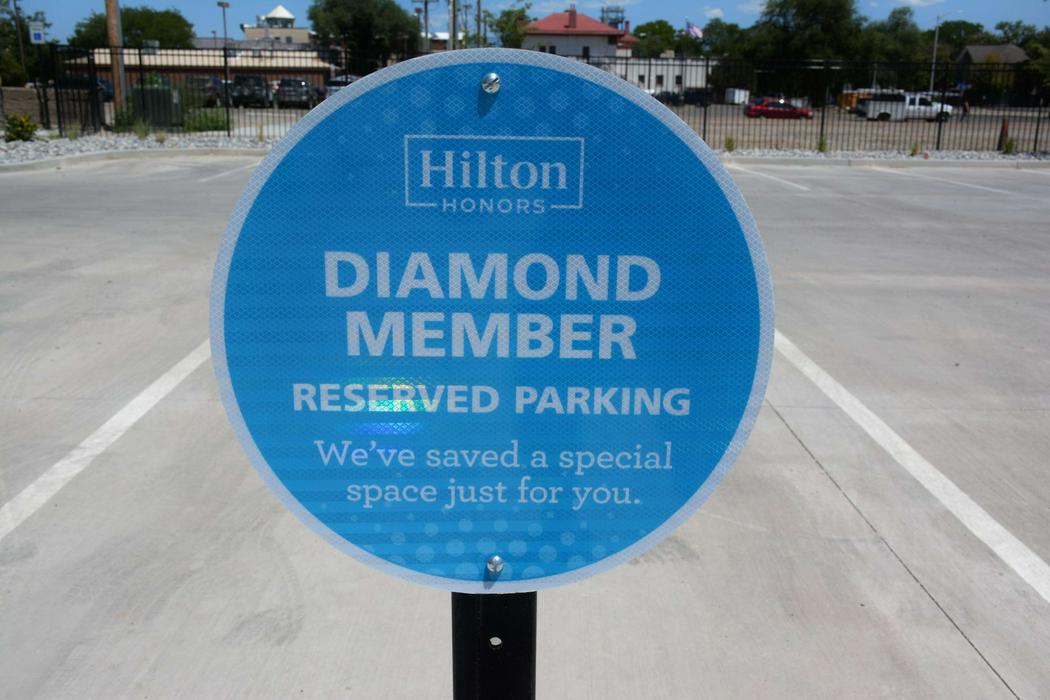 Hilton
HONORS
DIAMOND
MEMBER
RESERVED PARKING
We've saved a special
space just for you.